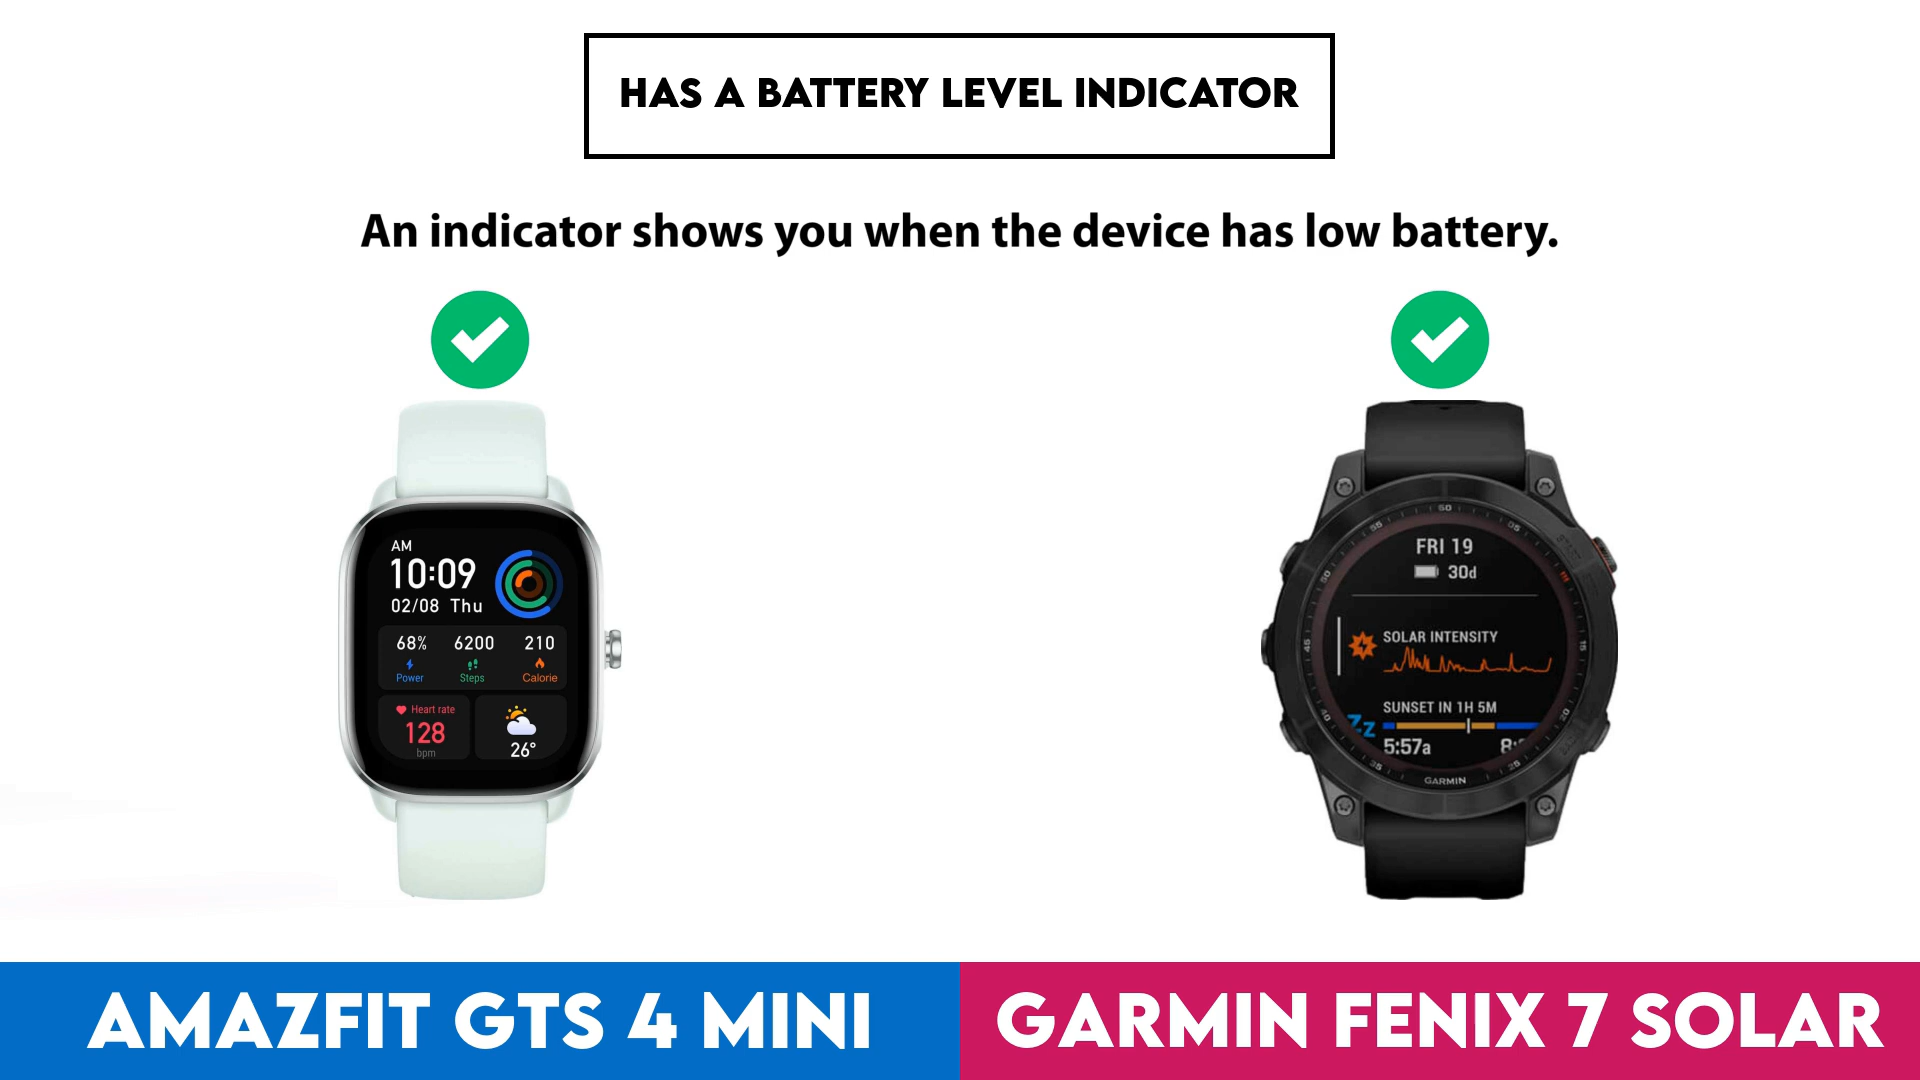 HAS A BATTERY LEVEL INDICATOR
An indicator shows you when the device has low battery.
AM
10:09
02/08 Thu
68% 6200 210
Power Steps Calorie
Heart rate
128
bpm
26°
FRI 19
30d
SOLAR INTENSITY
SUNSET IN 1H 5M
5:57a
GARMIN
AMAZFIT GTS 4 MINI
GARMIN FENIX 7 SOLAR